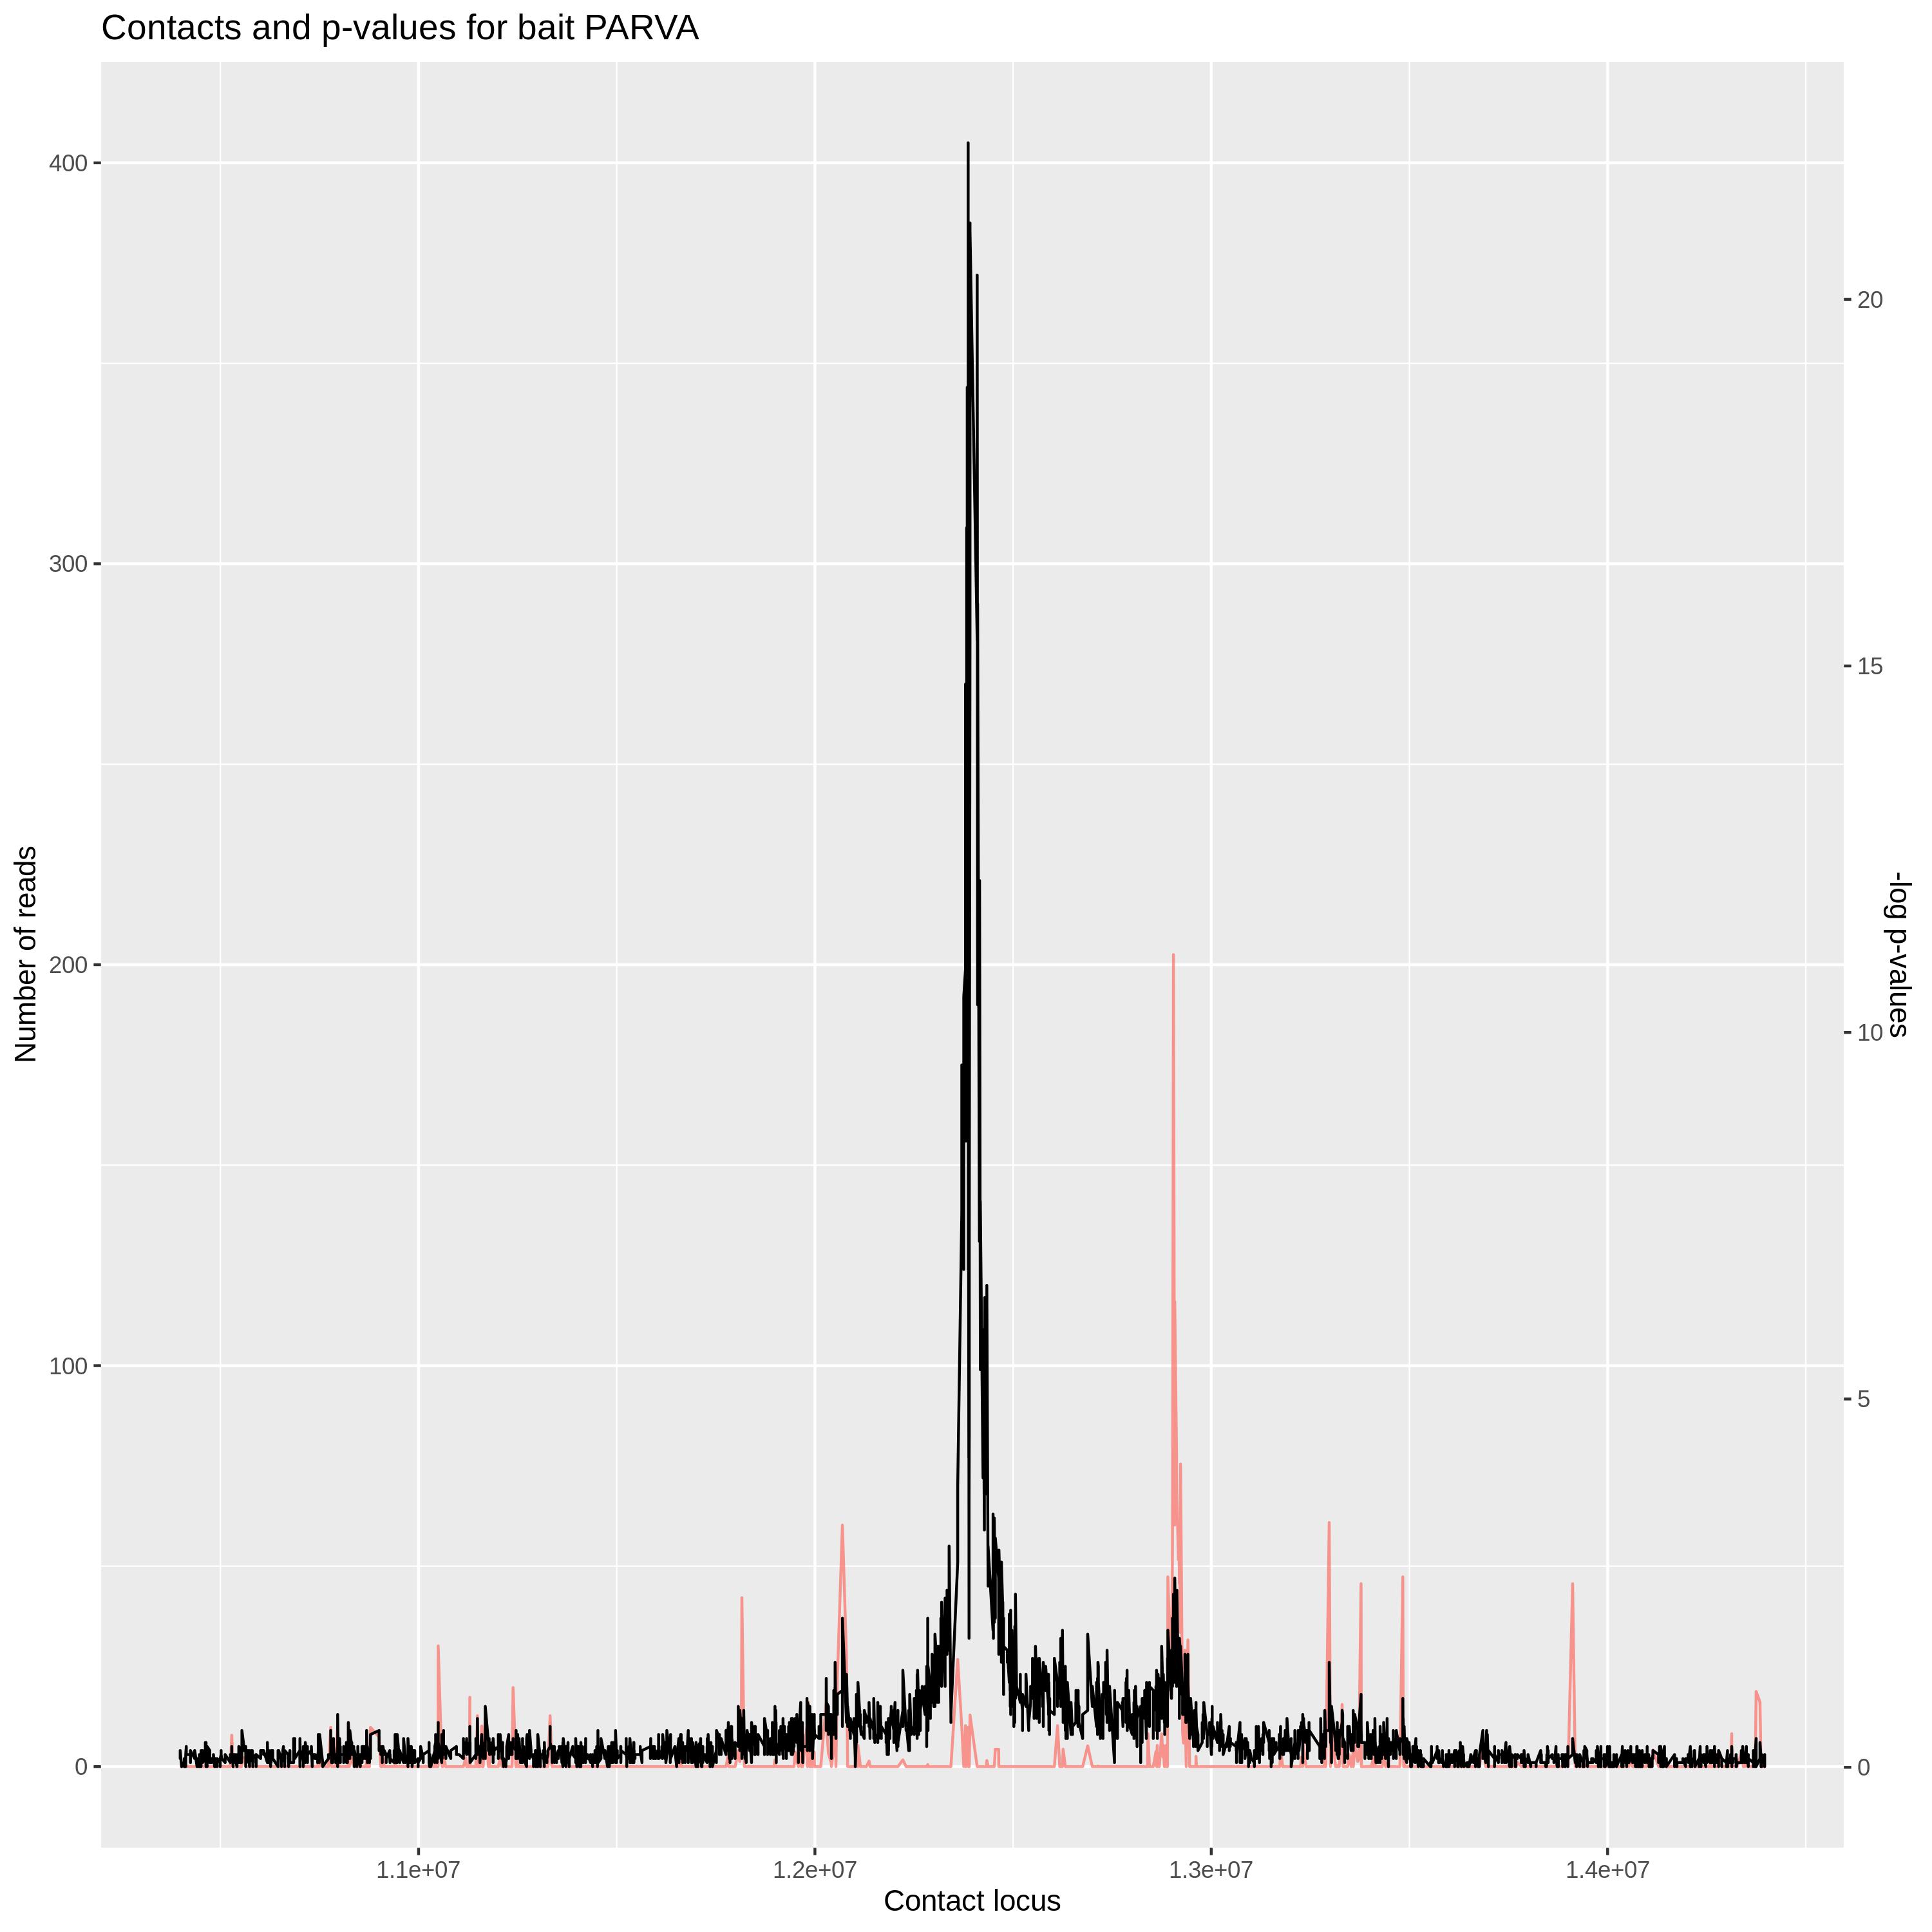 Contacts and p-values for bait PARVA
400
300
200
100
0
Number of reads
20
15
10
5
0
-log p-values
1.1e+07
1.2e+07
1.3e+07
1.4e+07
Contact locus